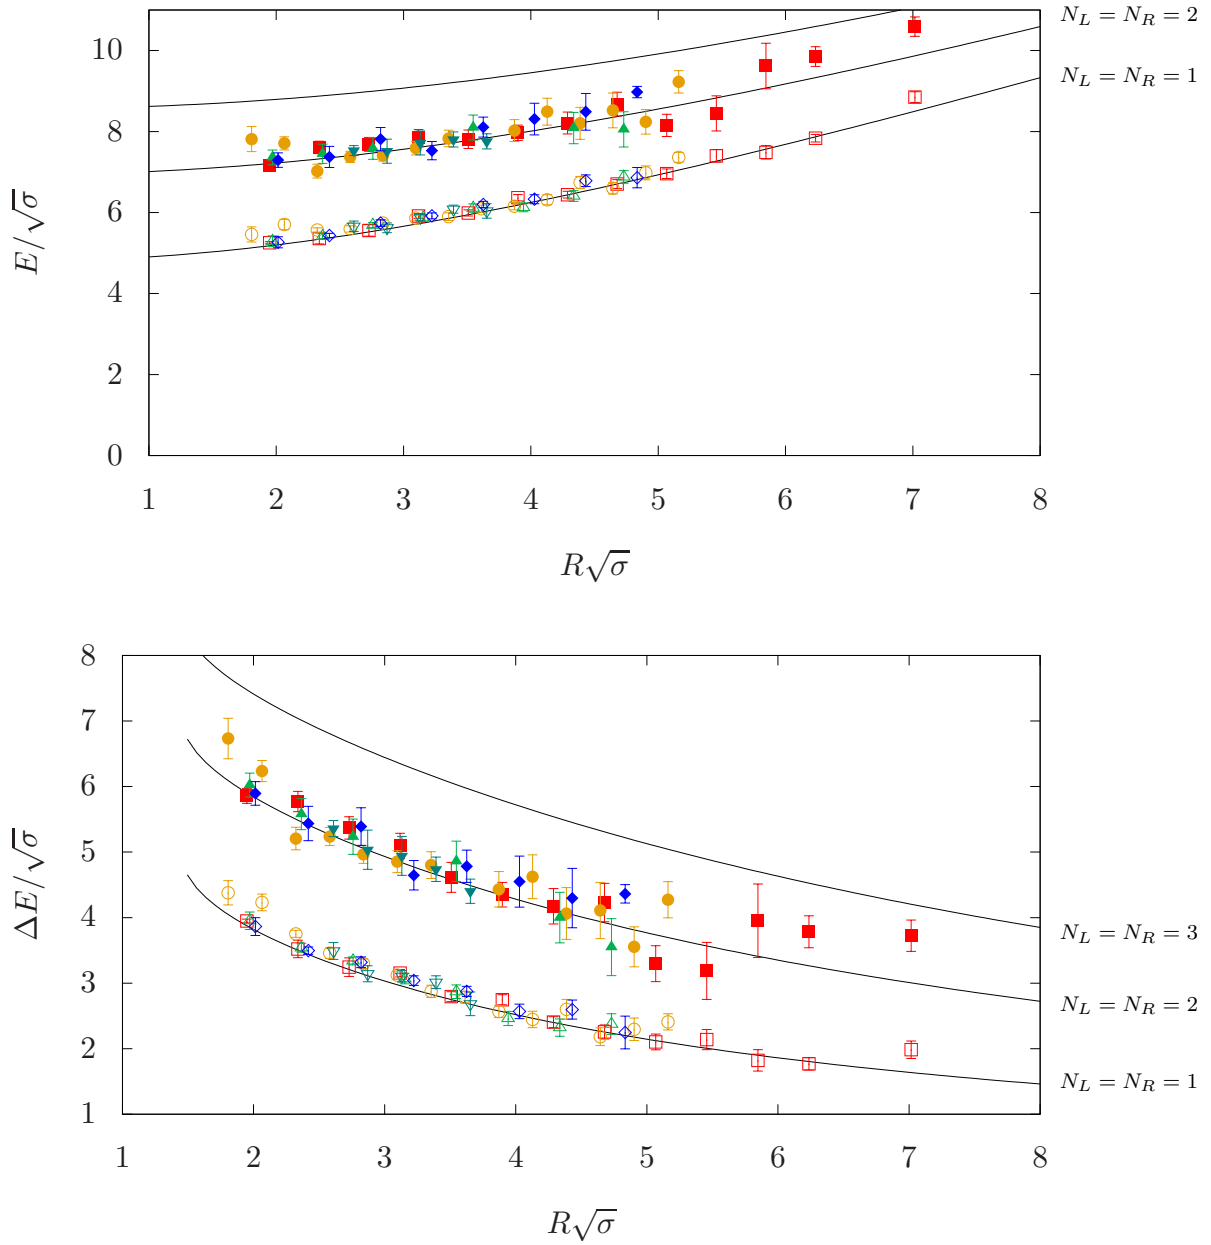 N_L = N_R = 2
10
N_L = N_R = 1
8
6
E/√σ
4
2
0
1 2 3 4 5 6 7 8
R√σ
8
7
6
5
ΔE/√σ
4
N_L = N_R = 3
3
N_L = N_R = 2
2
N_L = N_R = 1
1
1 2 3 4 5 6 7 8
R√σ